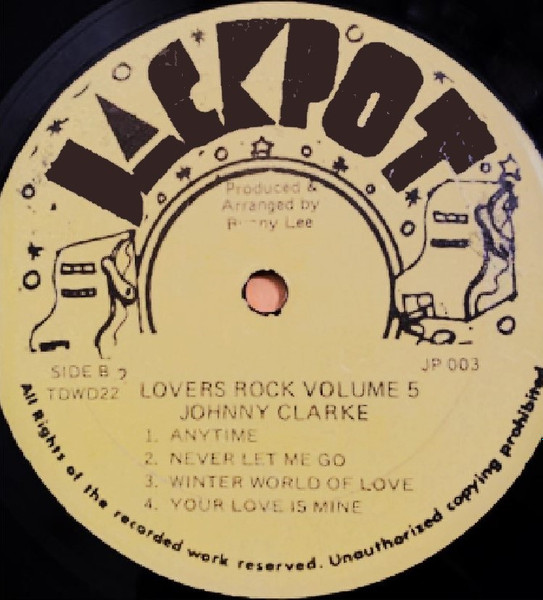 JACKPOT
Produced &
Arranged by
Lee
SIDE B
JP 003
TDWD22
LOVERS ROCK VOLUME 5
JOHNNY CLARKE
1. ANYTIME
2. NEVER LET ME GO
3. WINTER WORLD OF LOVE
4. YOUR LOVE IS MINE
All Rights of the recorded work reserved. Unauthorized copying prohibited